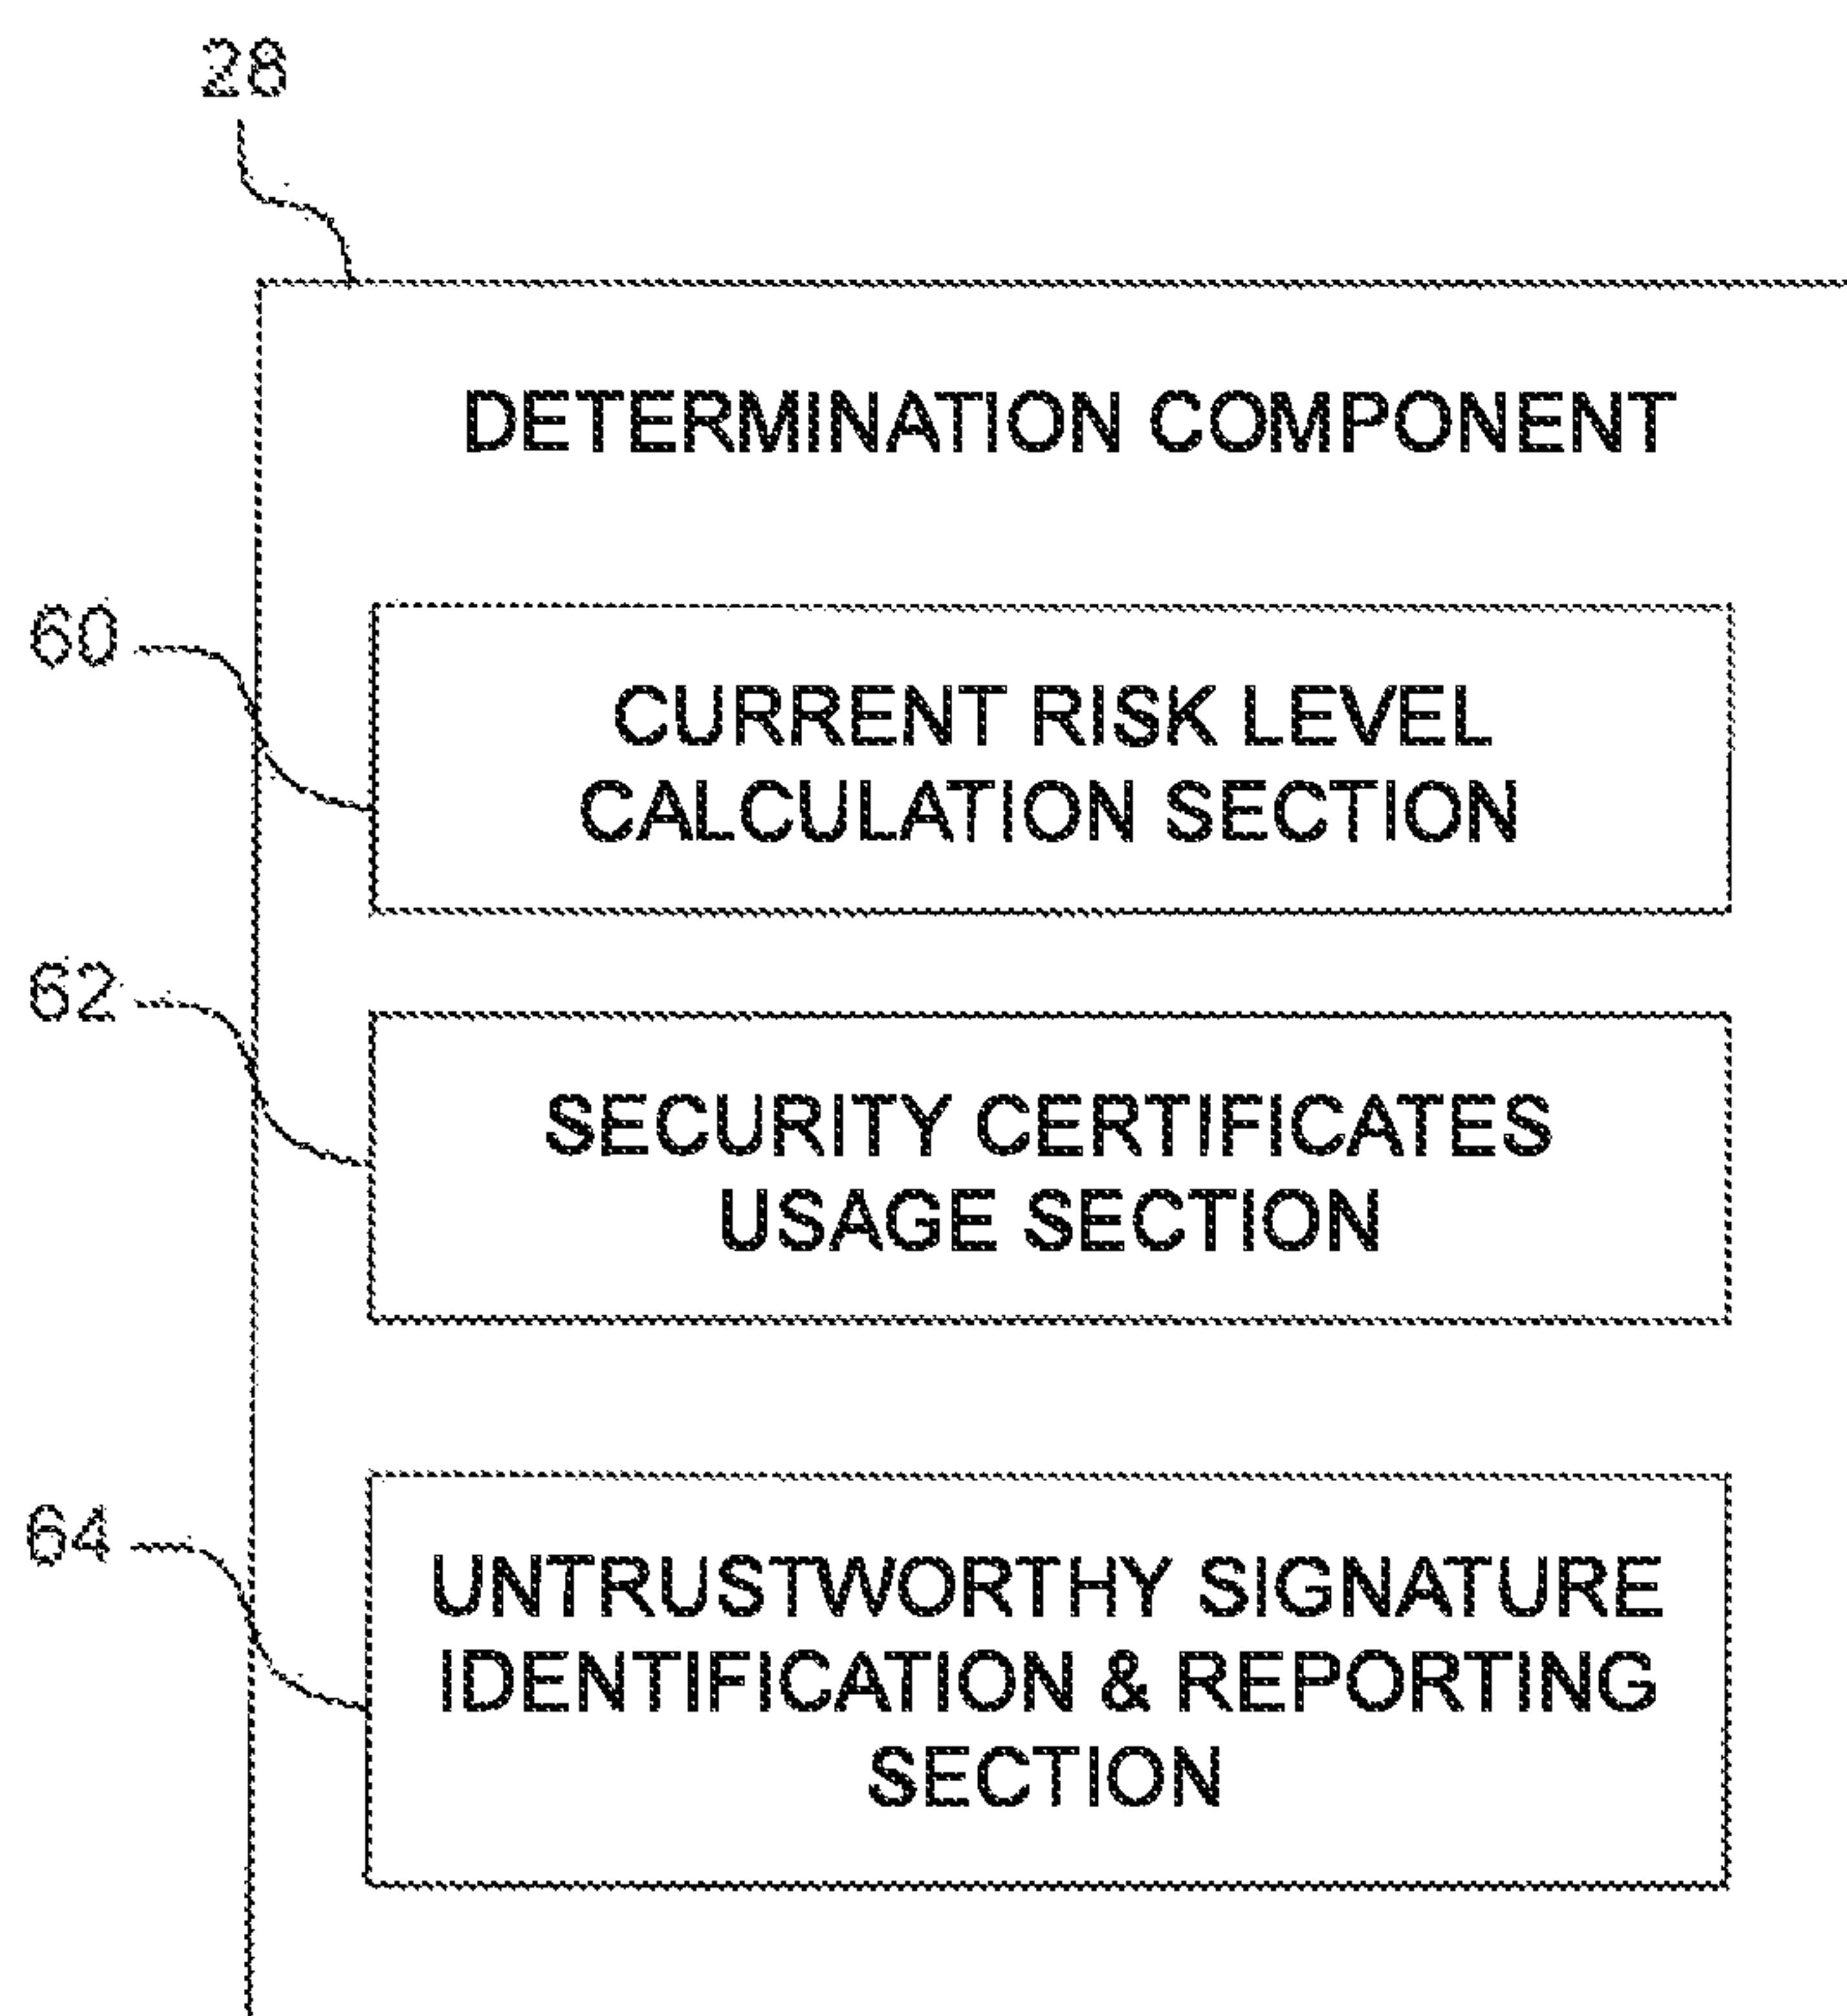 28
DETERMINATION COMPONENT
60
CURRENT RISK LEVEL
CALCULATION SECTION
62
SECURITY CERTIFICATES
USAGE SECTION
64
UNTRUSTWORTHY SIGNATURE
IDENTIFICATION & REPORTING
SECTION